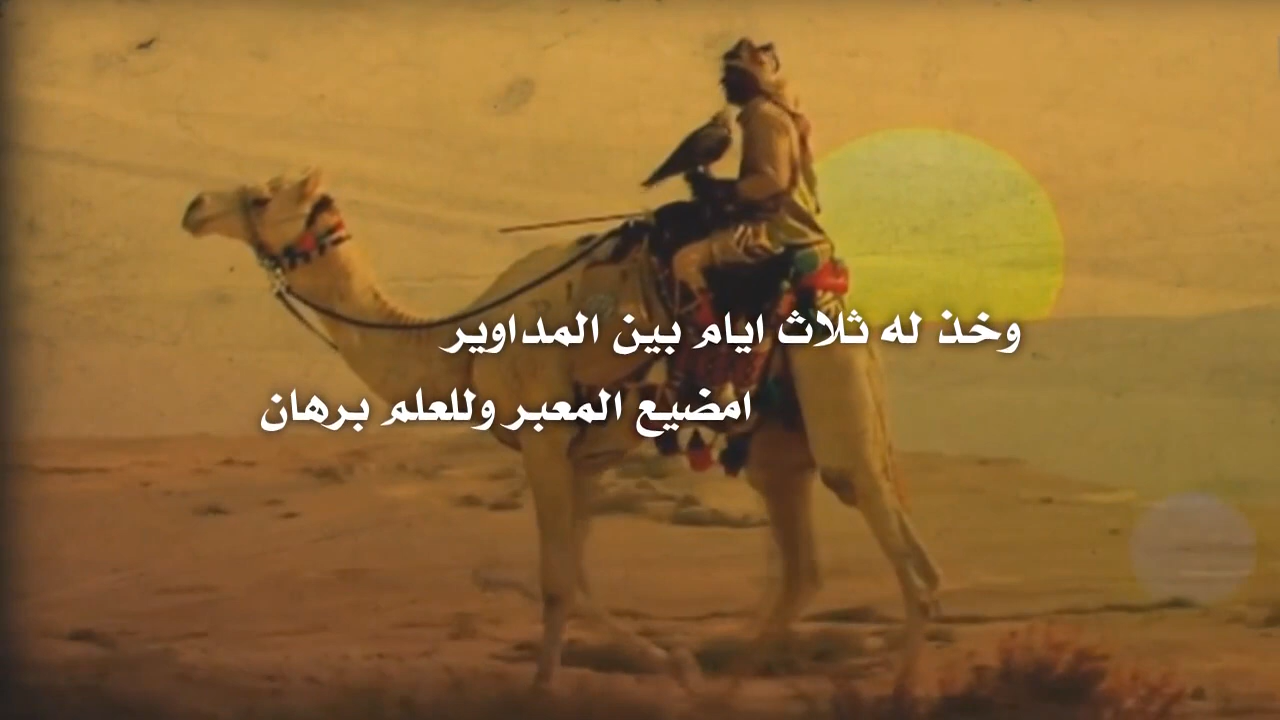 وخذ له ثلاث ايام بين المداوير
امضيع المعبر وللعلم برهان